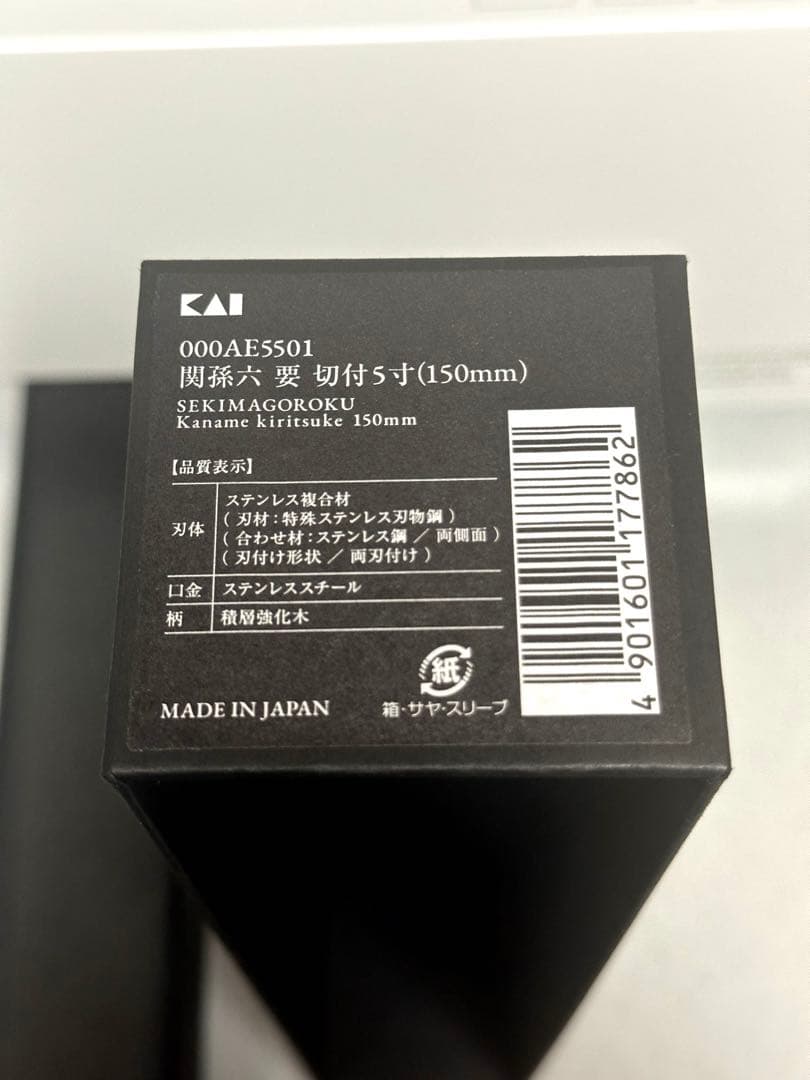 KAI
000AE5501
関孫六 要 切付5寸(150mm)
SEKIMAGOROKU
Kaname kiritsuke 150mm
【品質表示】
刃体
ステンレス複合材
( 刃材:特殊ステンレス刃物鋼 )
( 合わせ材:ステンレス鋼 / 両側面 )
( 刃付け形状 / 両刃付け )
口金 ステンレススチール
柄 積層強化木
MADE IN JAPAN
紙
箱・サヤ・スリーブ
4 901601 177862